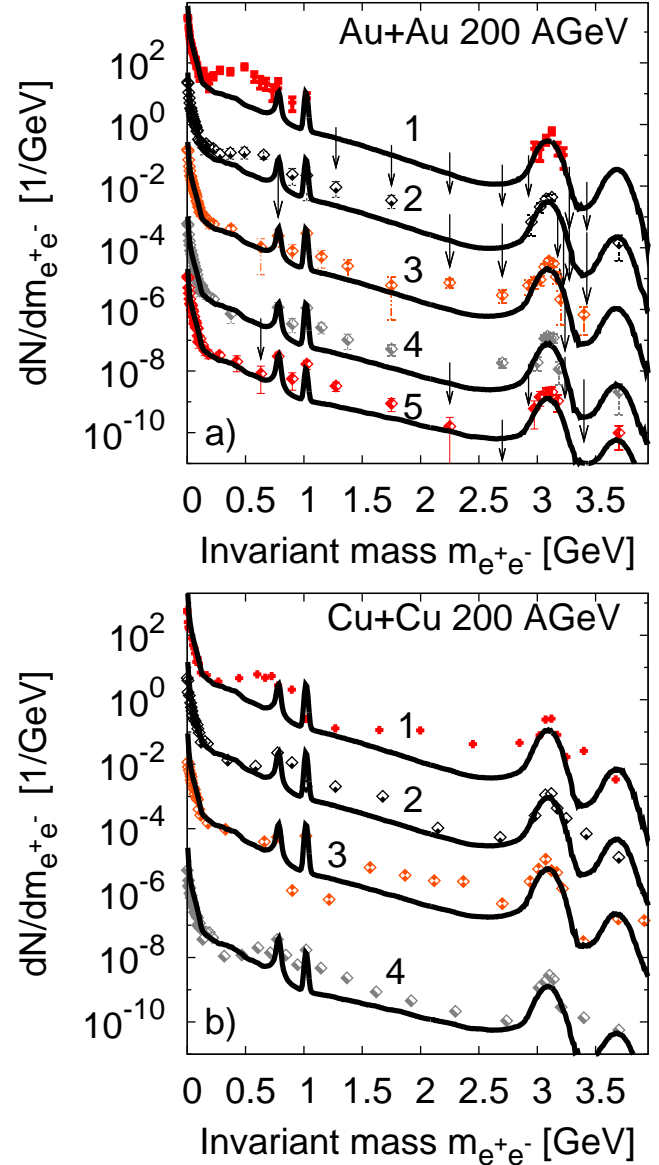 Au+Au 200 AGeV
dN/dm_{e^+e^-} [1/GeV]
10^2
10^0
10^{-2}
10^{-4}
10^{-6}
10^{-8}
10^{-10}
1
2
3
4
5
a)
0 0.5 1 1.5 2 2.5 3 3.5
Invariant mass m_{e^+e^-} [GeV]
Cu+Cu 200 AGeV
dN/dm_{e^+e^-} [1/GeV]
10^2
10^0
10^{-2}
10^{-4}
10^{-6}
10^{-8}
10^{-10}
1
2
3
4
b)
0 0.5 1 1.5 2 2.5 3 3.5
Invariant mass m_{e^+e^-} [GeV]